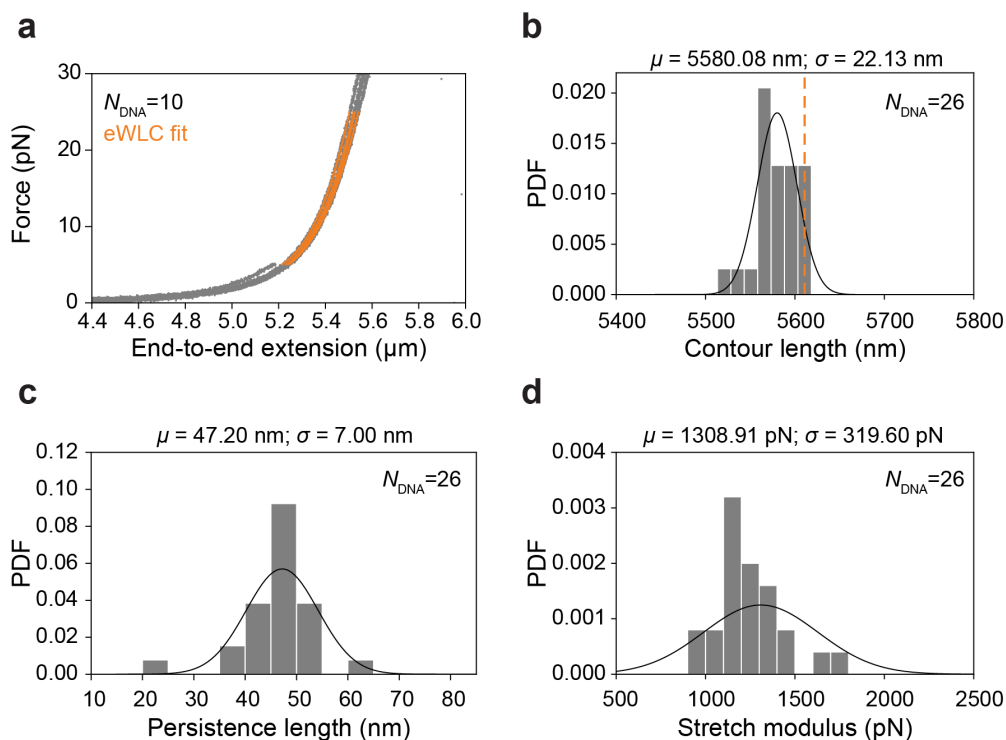 a
N_DNA=10
eWLC fit
Force (pN)
30
20
10
0
4.4 4.6 4.8 5.0 5.2 5.4 5.6 5.8 6.0
End-to-end extension (µm)
b
µ = 5580.08 nm; σ = 22.13 nm
N_DNA=26
PDF
0.020
0.015
0.010
0.005
0.000
5400 5500 5600 5700 5800
Contour length (nm)
c
µ = 47.20 nm; σ = 7.00 nm
N_DNA=26
PDF
0.12
0.10
0.08
0.06
0.04
0.02
0.00
10 20 30 40 50 60 70 80
Persistence length (nm)
d
µ = 1308.91 pN; σ = 319.60 pN
N_DNA=26
PDF
0.004
0.003
0.002
0.001
0.000
500 1000 1500 2000 2500
Stretch modulus (pN)